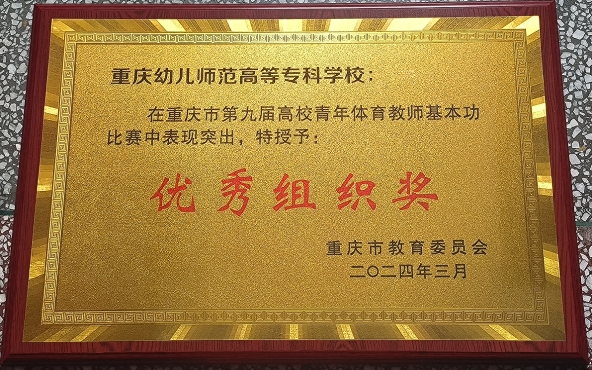 重庆幼儿师范高等专科学校：
在重庆市第九届高校青年体育教师基本功
比赛中表现突出，特授予：
优秀组织奖
重庆市教育委员会
二〇二四年三月